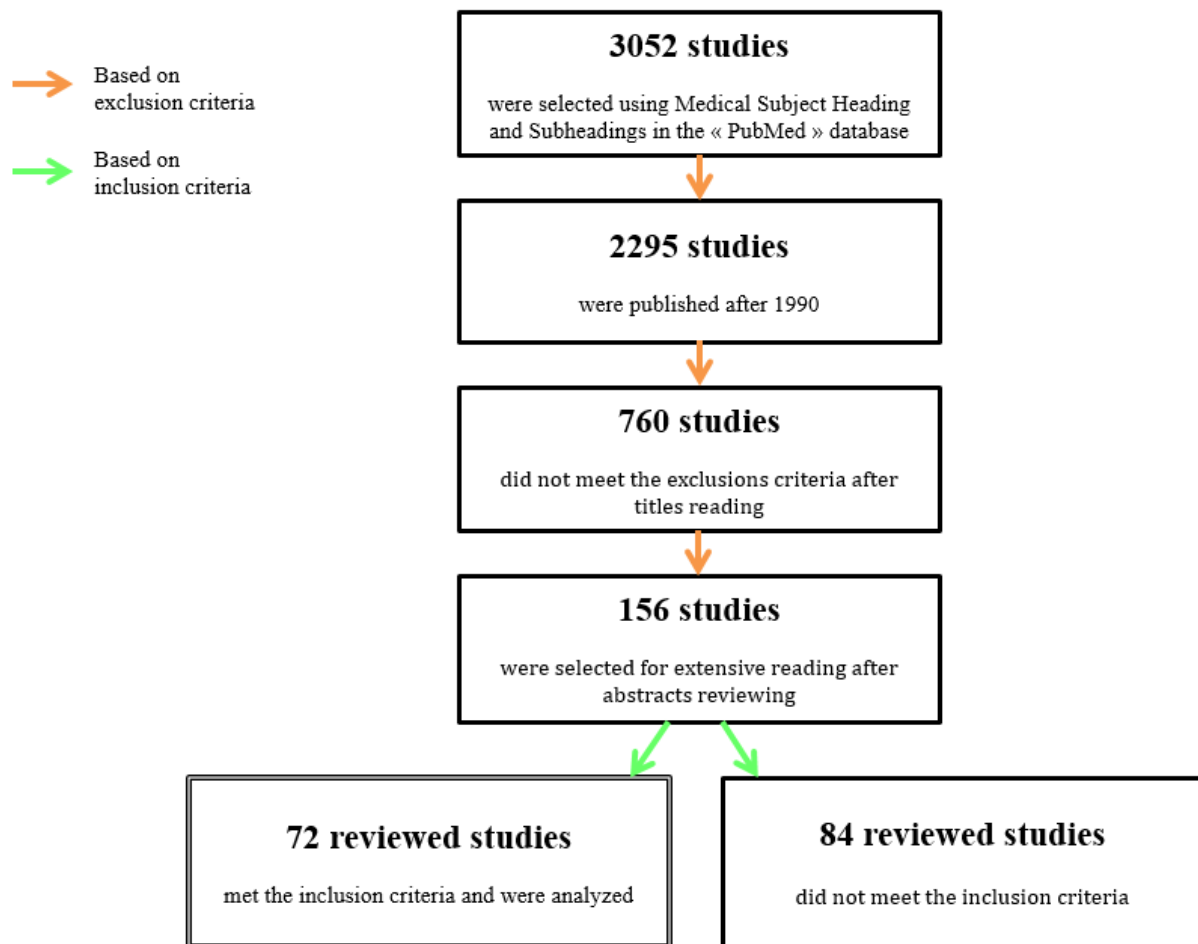 Based on
exclusion criteria
Based on
inclusion criteria
3052 studies
were selected using Medical Subject Heading
and Subheadings in the « PubMed » database
2295 studies
were published after 1990
760 studies
did not meet the exclusions criteria after
titles reading
156 studies
were selected for extensive reading after
abstracts reviewing
72 reviewed studies
met the inclusion criteria and were analyzed
84 reviewed studies
did not meet the inclusion criteria